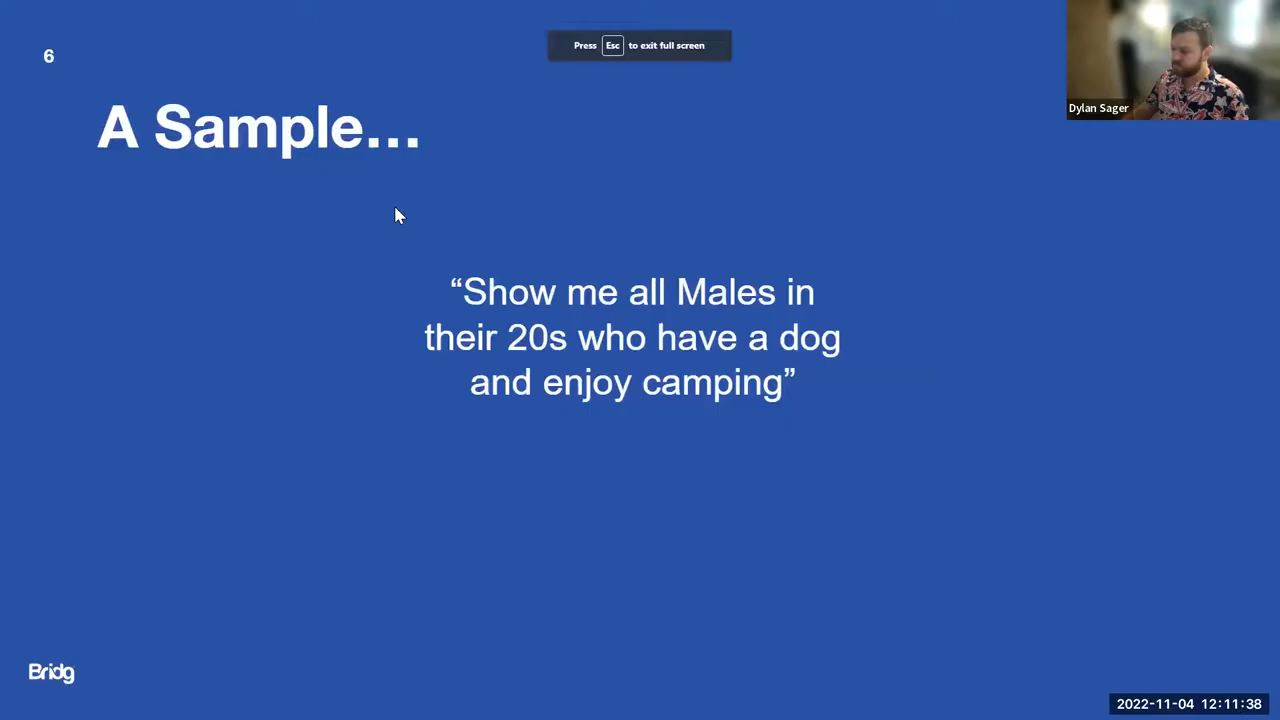 6
Press Esc to exit full screen
Dylan Sager
A Sample...
“Show me all Males in
their 20s who have a dog
and enjoy camping”
Bridg
2022-11-04 12:11:38